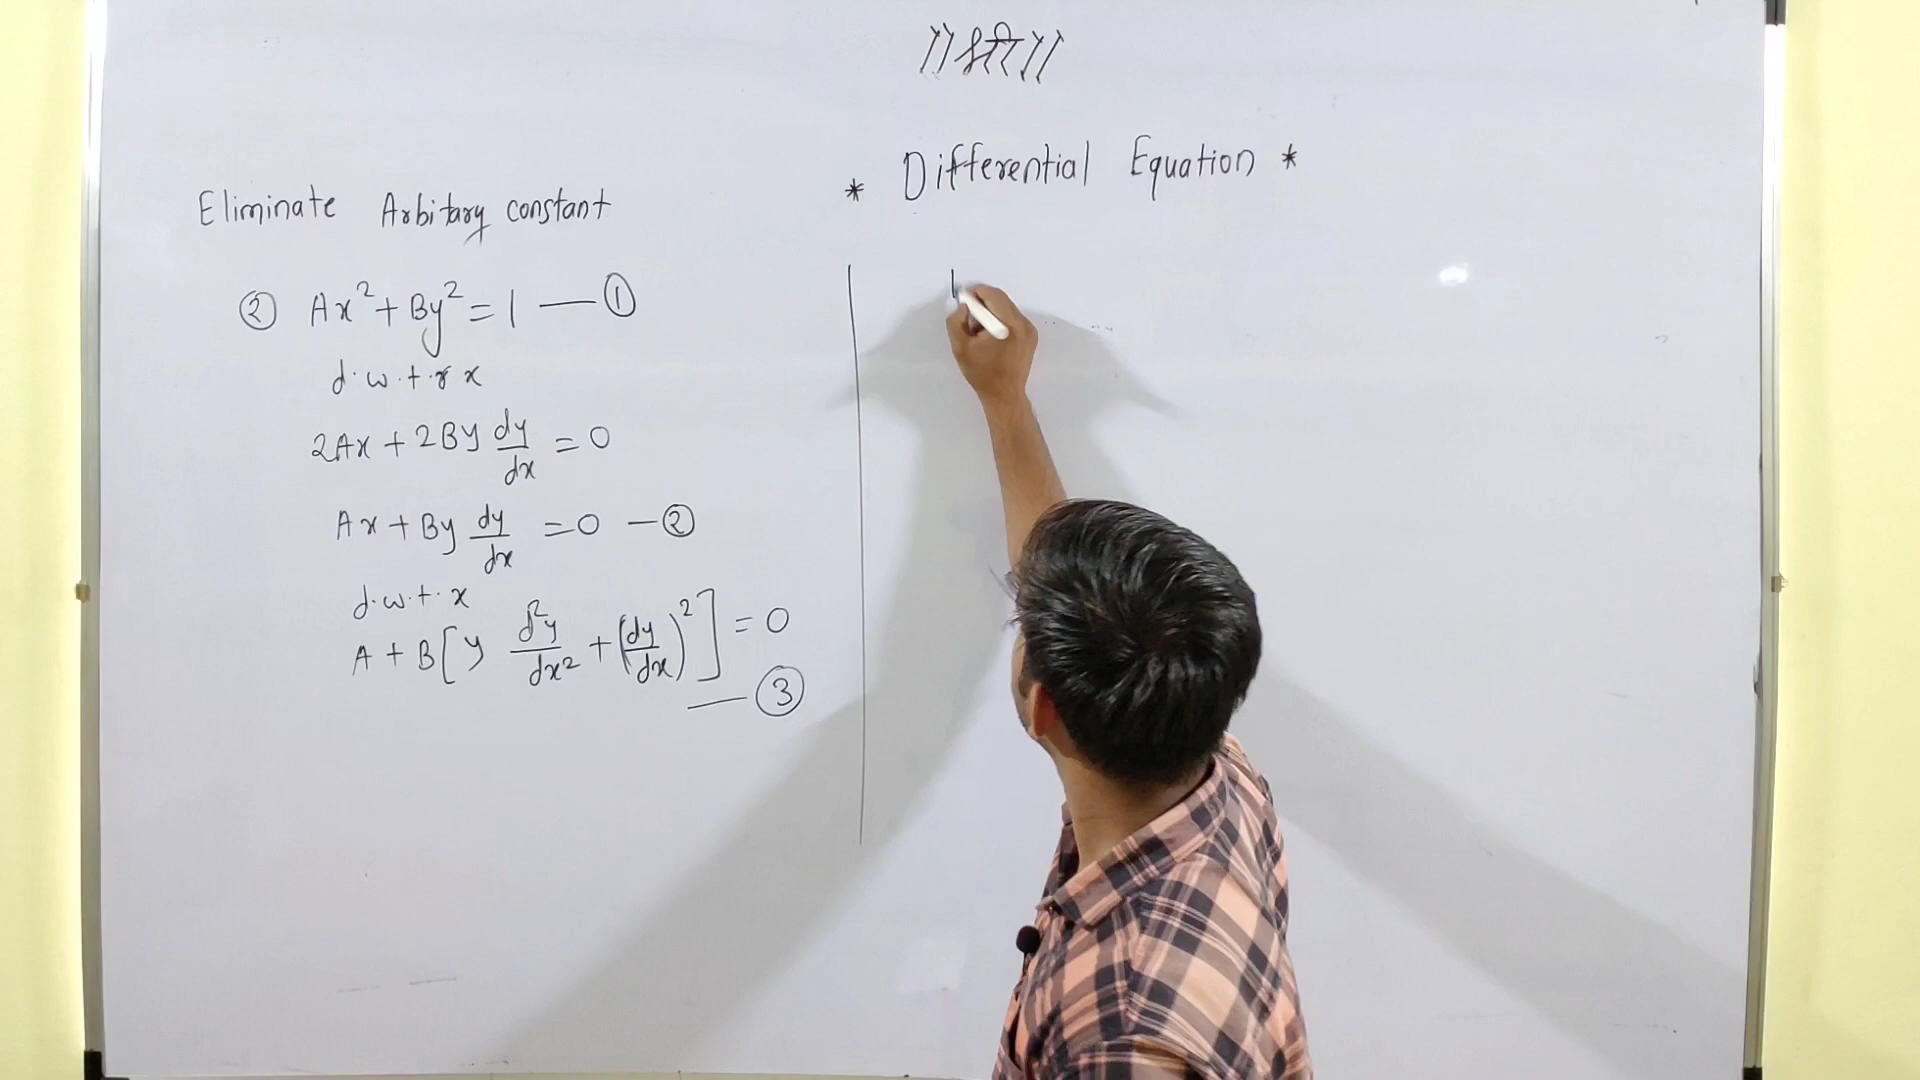 ॥श्री॥
* Differential Equation *
Eliminate Arbitary constant
② Ax² + By² = 1 — ①
d·w·t·r x
2Ax + 2By dy/dx = 0
Ax + By dy/dx = 0 — ②
d·w·t· x
A + B[y d²y/dx² + (dy/dx)²] = 0
— ③